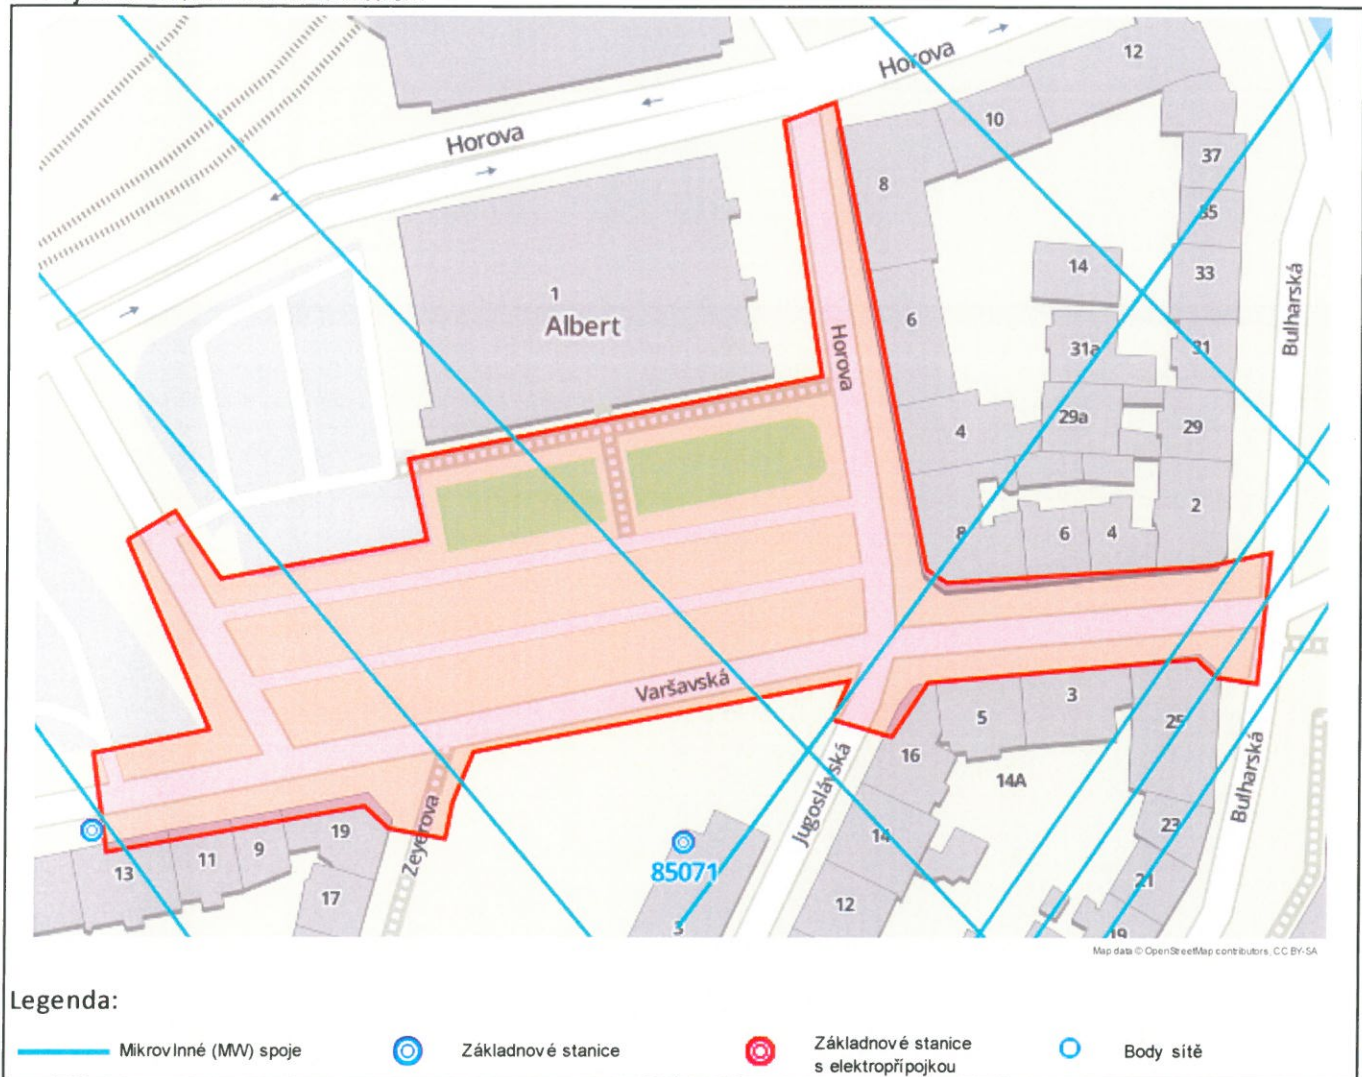 Horova
12
10
Horova
37
8
35
14
33
Bulharská
1
Albert
6
Horova
31a
31
29a
29
4
2
8
6
4
Varšavská
3
5
25
16
14A
Jugoslávská
Bulharská
Zeyerova
19
11
9
13
85071
14
23
17
21
12
3
19
Map data © OpenStreetMap contributors, CC BY-SA
Legenda:
Mikrovlnné (MW) spoje
Základnové stanice
Základnové stanice
s elektropřípojkou
Body sítě